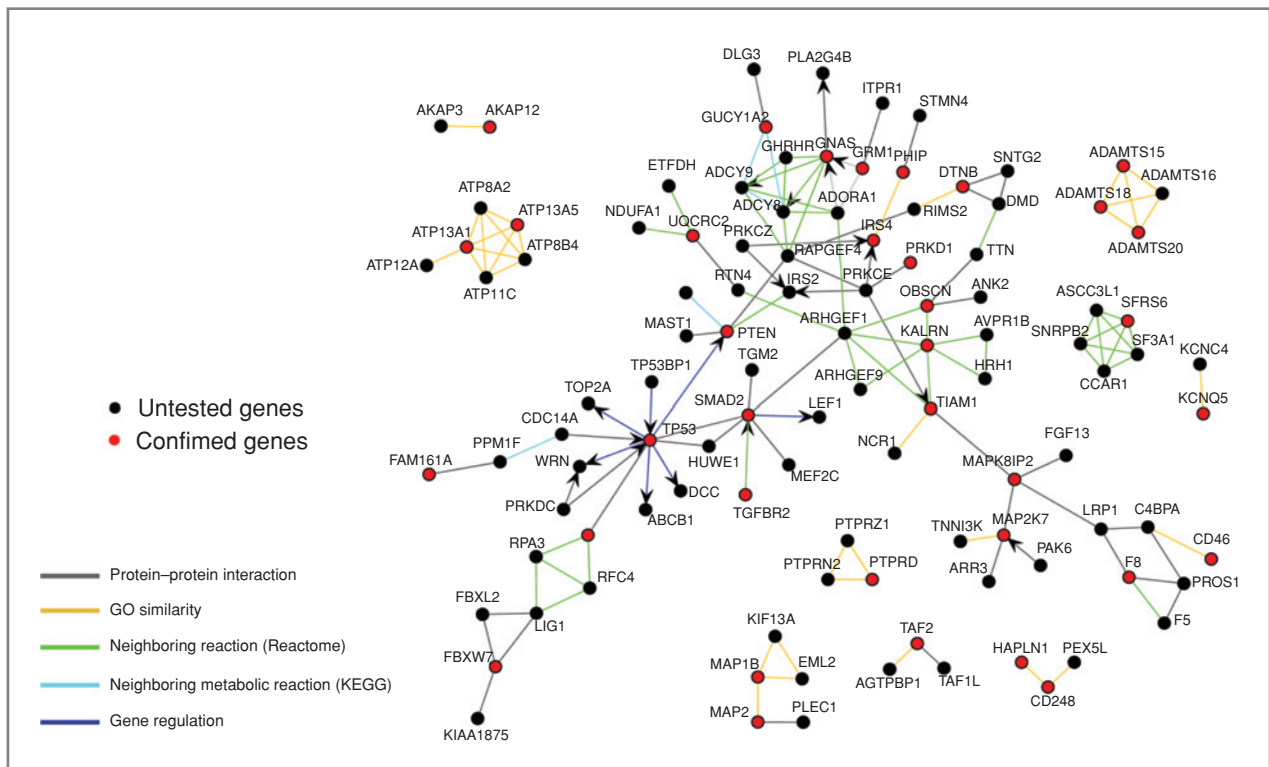 DLG3
PLA2G4B
ITPR1
STMN4
AKAP3
AKAP12
GUCY1A2
GHRHR
GNAS
GRM1
PHIP
SNTG2
DTNB
ADAMTS15
ADAMTS16
ETFDH
ADCY9
ADCY8
ADORA1
RIMS2
DMD
ADAMTS18
ADAMTS20
ATP8A2
ATP13A5
ATP13A1
ATP8B4
ATP12A
ATP11C
NDUFA1
UQCRC2
PRKCZ
IRS4
RAPGEF4
PRKD1
TTN
RTN4
IRS2
PRKCE
OBSCN
ANK2
ASCC3L1
SFRS6
MAST1
PTEN
ARHGEF1
KALRN
AVPR1B
SNRPB2
SF3A1
KCNC4
TP53BP1
TGM2
ARHGEF9
HRH1
CCAR1
KCNQ5
TOP2A
SMAD2
LEF1
TIAM1
Untested genes
Confimed genes
CDC14A
TP53
NCR1
FGF13
PPM1F
FAM161A
WRN
HUWE1
MEF2C
MAPK8IP2
PRKDC
DCC
ABCB1
TGFBR2
TNNI3K
MAP2K7
LRP1
C4BPA
CD46
RPA3
RFC4
PTPRZ1
PTPRN2
PTPRD
ARR3
PAK6
F8
PROS1
F5
Protein–protein interaction
GO similarity
Neighboring reaction (Reactome)
Neighboring metabolic reaction (KEGG)
Gene regulation
FBXL2
LIG1
FBXW7
KIAA1875
KIF13A
MAP1B
EML2
MAP2
PLEC1
TAF2
AGTPBP1
TAF1L
HAPLN1
PEX5L
CD248